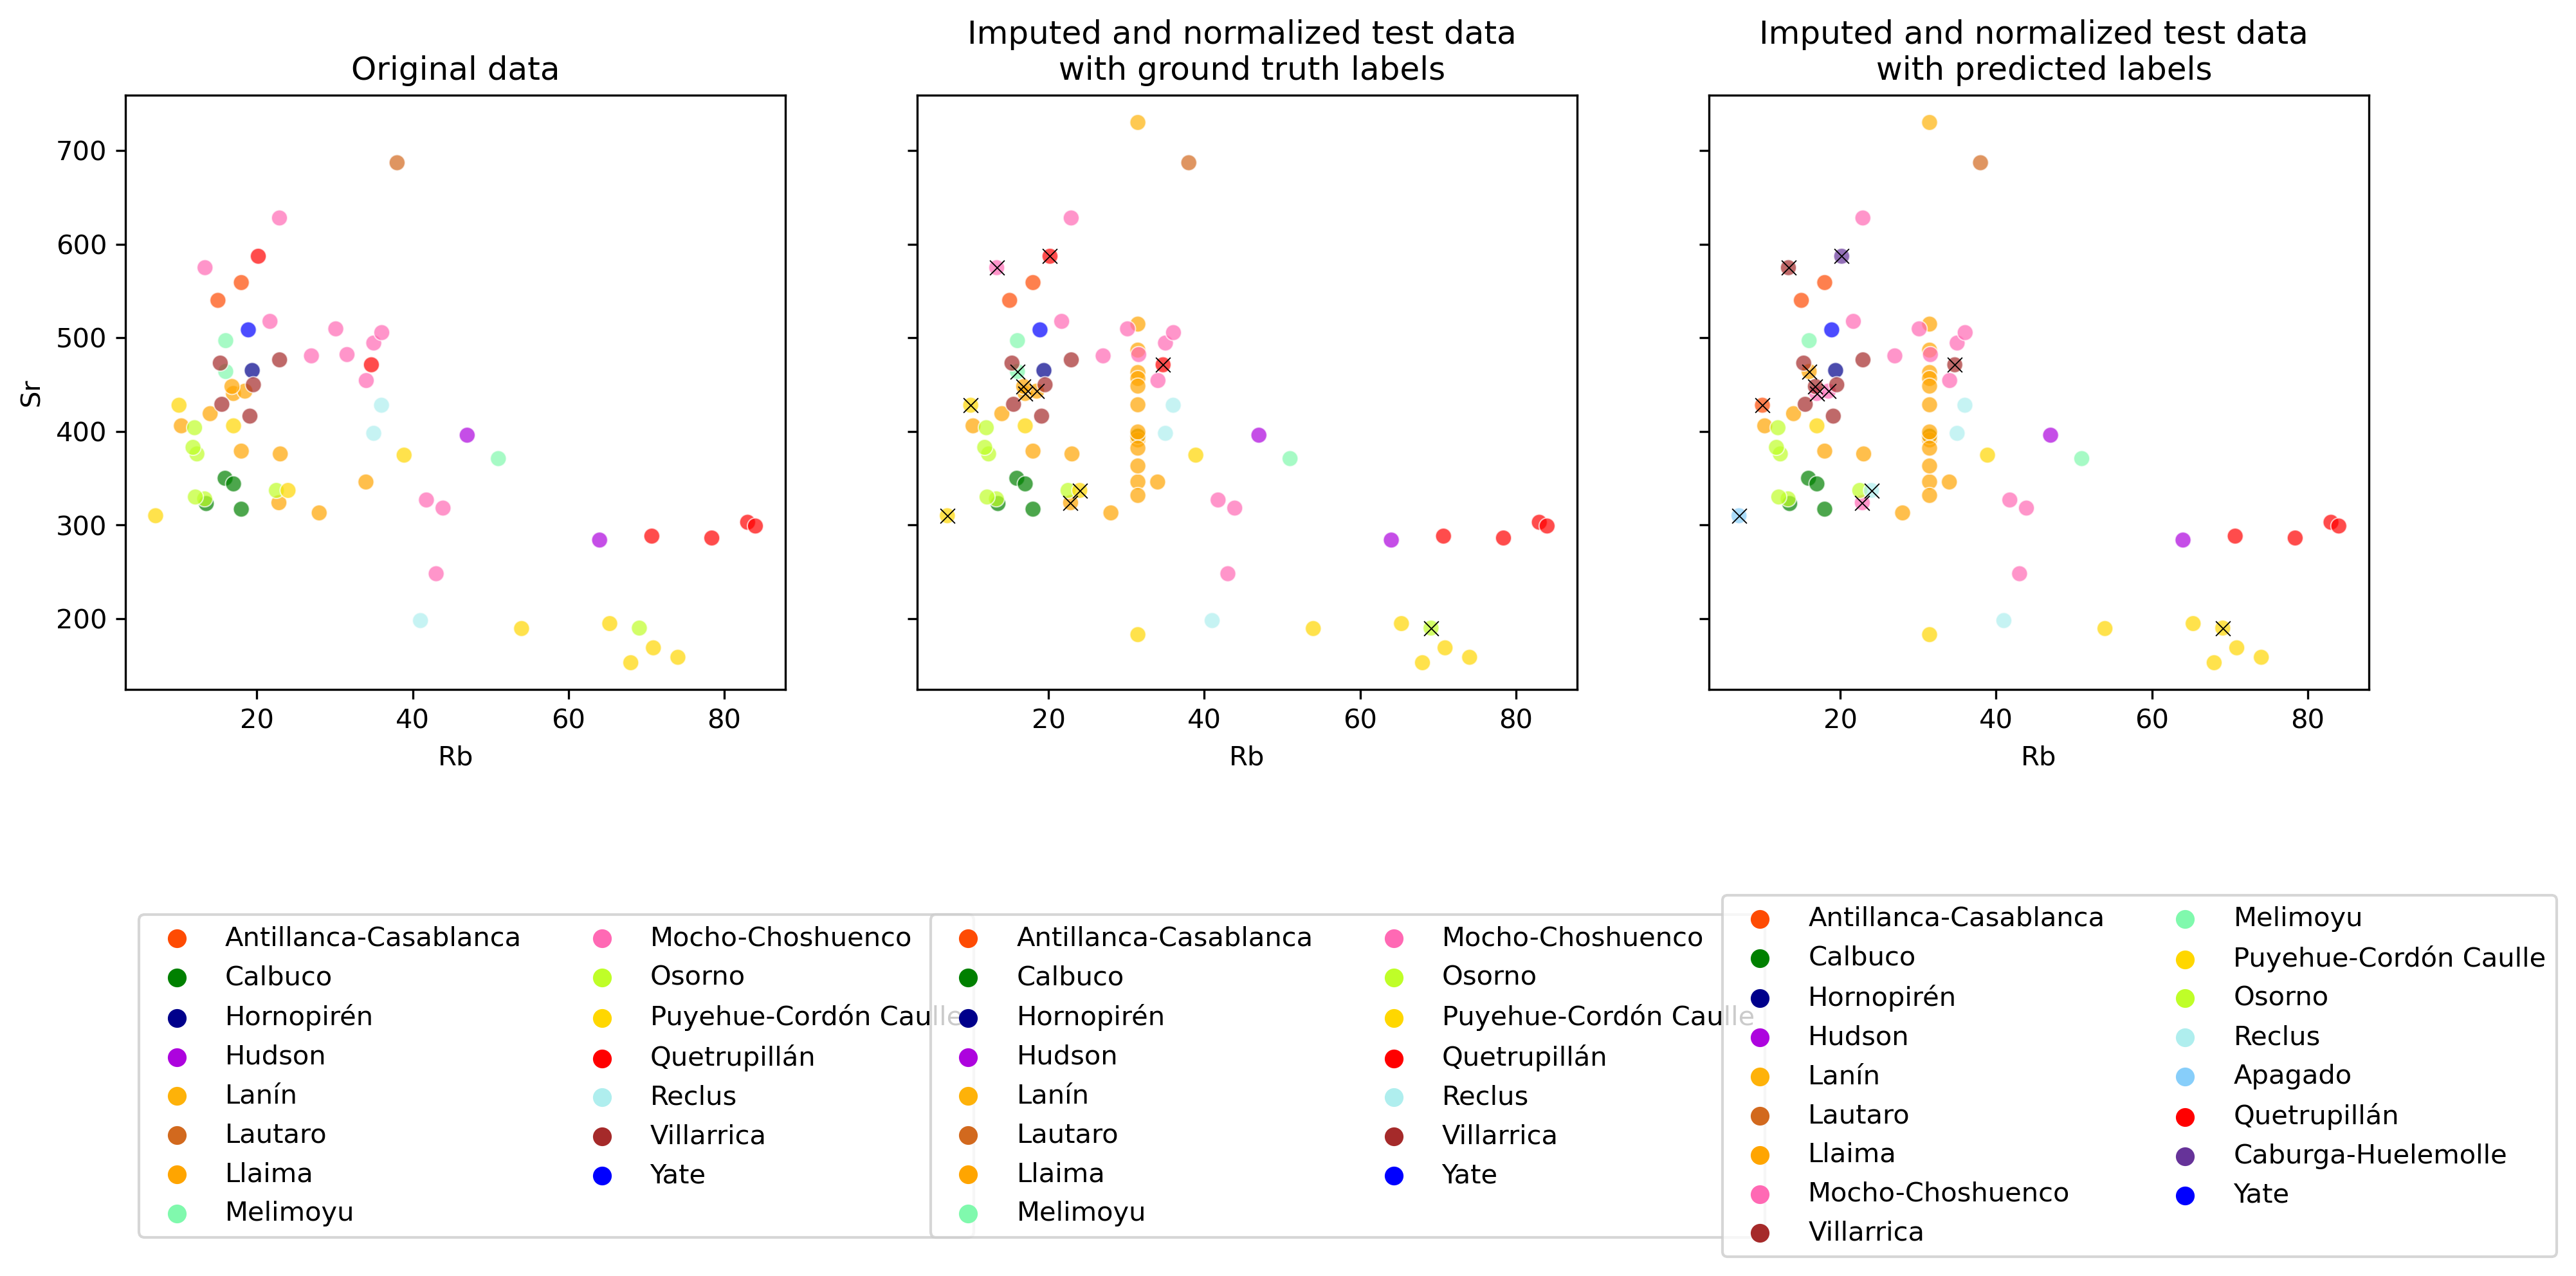 Original data
Imputed and normalized test data
with ground truth labels
Imputed and normalized test data
with predicted labels
Sr
700
600
500
400
300
200
20 40 60 80
Rb
20 40 60 80
Rb
20 40 60 80
Rb
Antillanca-Casablanca
Calbuco
Hornopirén
Hudson
Lanín
Lautaro
Llaima
Melimoyu
Mocho-Choshuenco
Osorno
Puyehue-Cordón Caulle
Quetrupillán
Reclus
Villarrica
Yate
Antillanca-Casablanca
Calbuco
Hornopirén
Hudson
Lanín
Lautaro
Llaima
Melimoyu
Mocho-Choshuenco
Osorno
Puyehue-Cordón Caulle
Quetrupillán
Reclus
Villarrica
Yate
Antillanca-Casablanca
Calbuco
Hornopirén
Hudson
Lanín
Lautaro
Llaima
Mocho-Choshuenco
Villarrica
Melimoyu
Puyehue-Cordón Caulle
Osorno
Reclus
Apagado
Quetrupillán
Caburga-Huelemolle
Yate